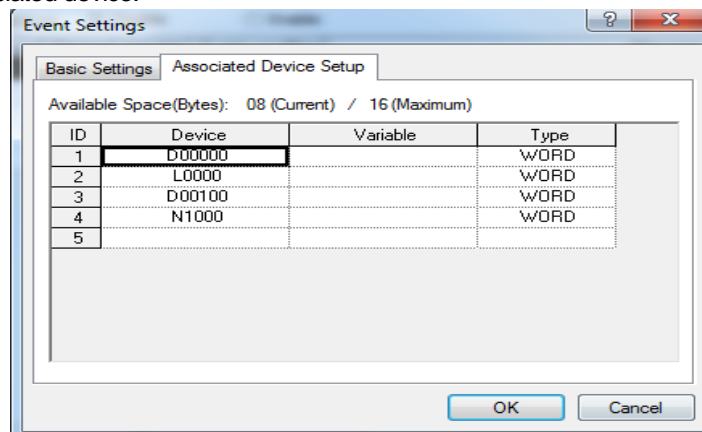 Event Settings
Basic Settings Associated Device Setup
Available Space(Bytes): 08 (Current) / 16 (Maximum)
ID Device Variable Type
1 D00000 WORD
2 L0000 WORD
3 D00100 WORD
4 N1000 WORD
5
OK Cancel